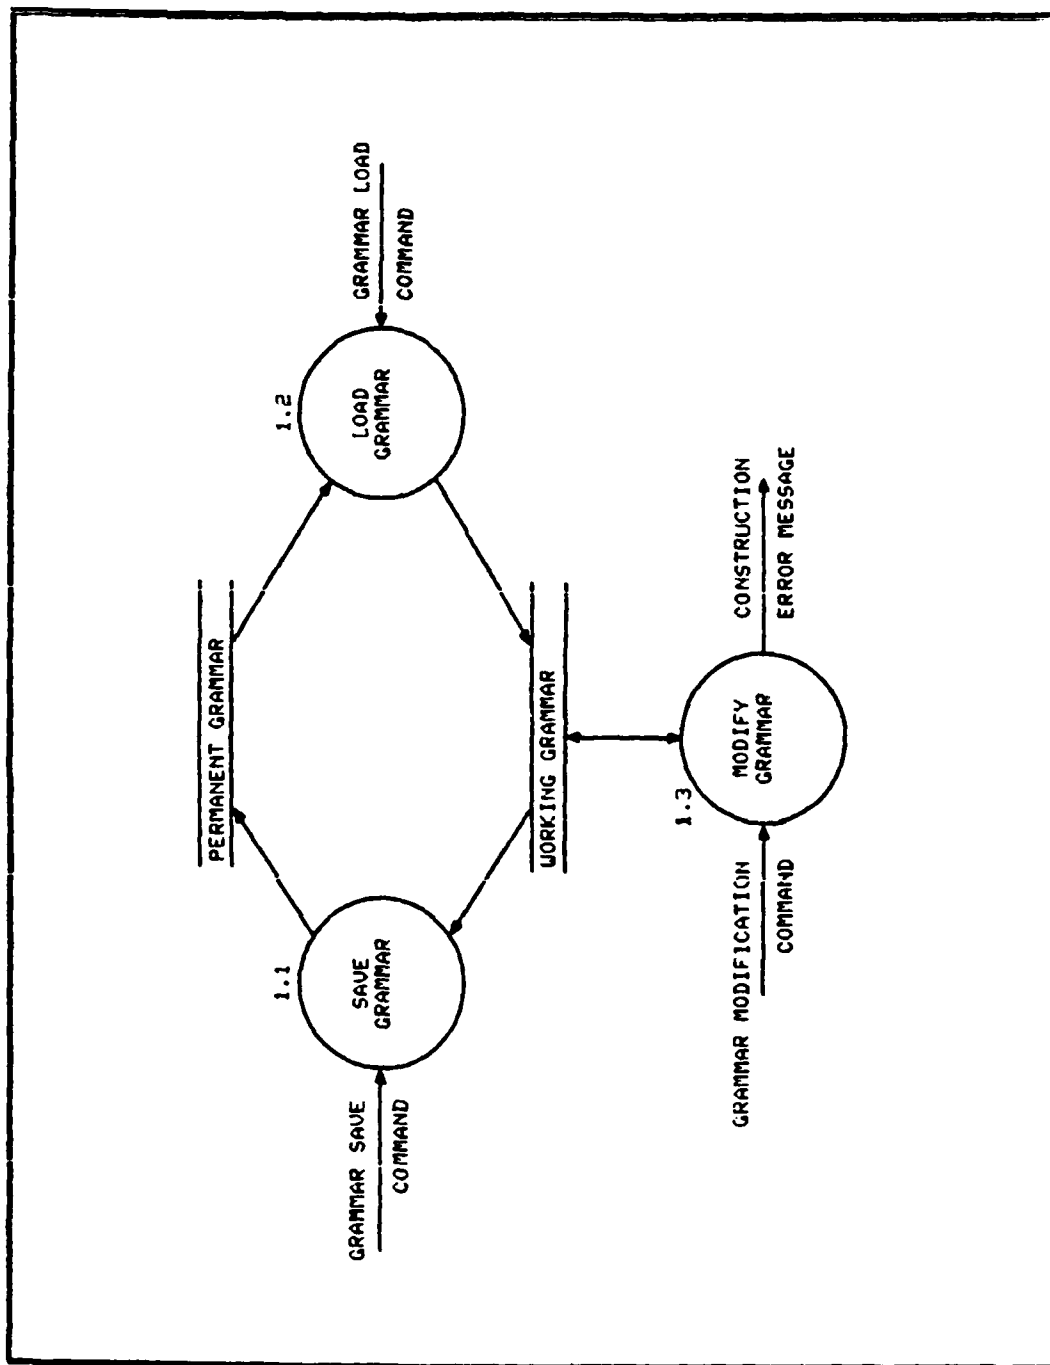 PERMANENT GRAMMAR
1.1
SAVE
GRAMMAR
GRAMMAR SAVE
COMMAND
1.2
LOAD
GRAMMAR
GRAMMAR LOAD
COMMAND
WORKING GRAMMAR
1.3
MODIFY
GRAMMAR
GRAMMAR MODIFICATION
COMMAND
CONSTRUCTION
ERROR MESSAGE